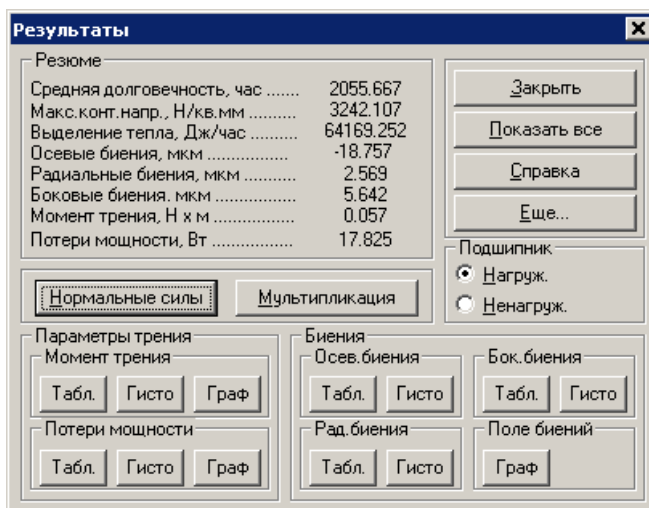 Результаты
Резюме
Средняя долговечность, час ....... 2055.667
Макс.конт.напр., Н/кв.мм .......... 3242.107
Выделение тепла, Дж/час .......... 64169.252
Осевые биения, мкм ................. -18.757
Радиальные биения, мкм .......... 2.569
Боковые биения. мкм ................ 5.642
Момент трения, Н х м ................. 0.057
Потери мощности, Вт ................. 17.825
Закрыть
Показать все
Справка
Еще...
Подшипник
Нагруж.
Ненагруж.
Нормальные силы
Мультипликация
Параметры трения
Момент трения
Табл. Гисто Граф
Потери мощности
Табл. Гисто Граф
Биения
Осев.биения
Табл. Гисто
Бок.биения
Табл. Гисто
Рад.биения
Табл. Гисто
Поле биений
Граф